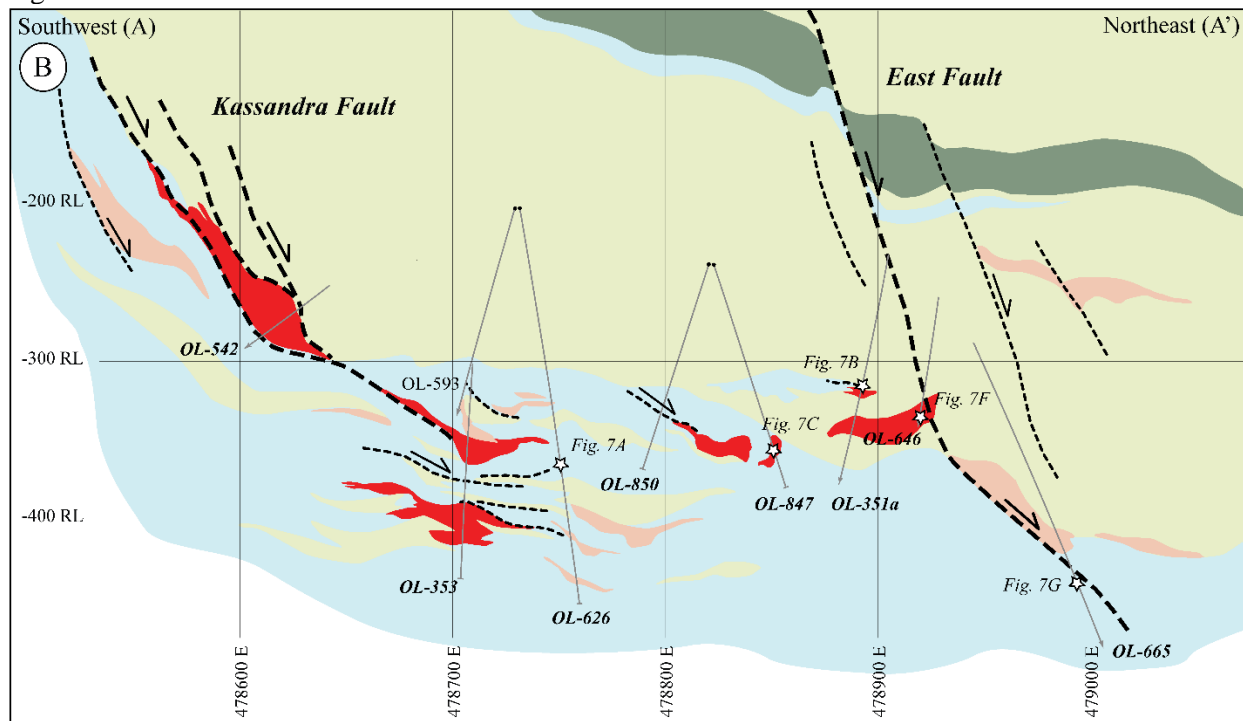 Southwest (A)
Northeast (A’)
B
East Fault
Kassandra Fault
-200 RL
-300 RL
OL-542
Fig. 7B
OL-593
Fig. 7F
Fig. 7C
Fig. 7A
OL-646
OL-850
OL-847
OL-351a
-400 RL
Fig. 7G
OL-353
OL-626
OL-665
478600 E
478700 E
478800 E
478900 E
479000 E